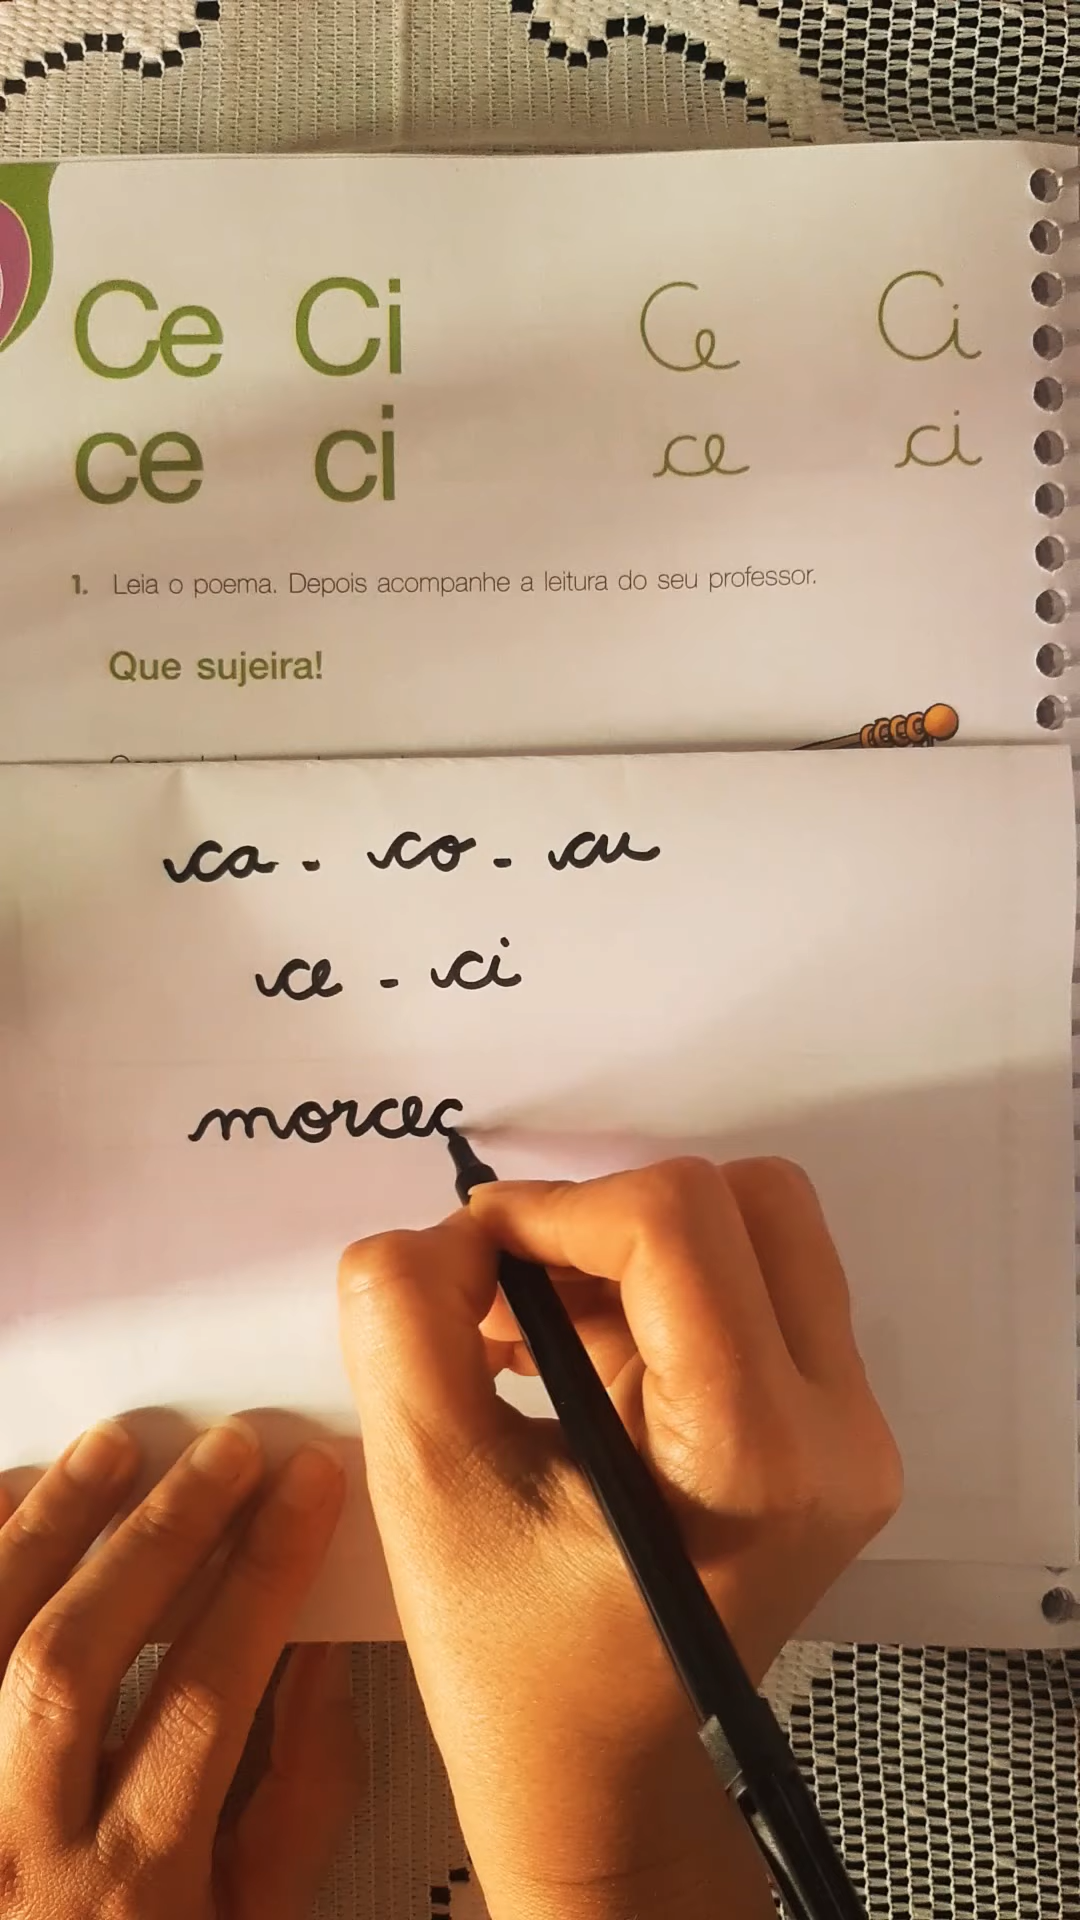 Ce Ci Ce Ci
ce ci ce ci
1. Leia o poema. Depois acompanhe a leitura do seu professor.
Que sujeira!
ca - co - cu
ce - ci
morcec